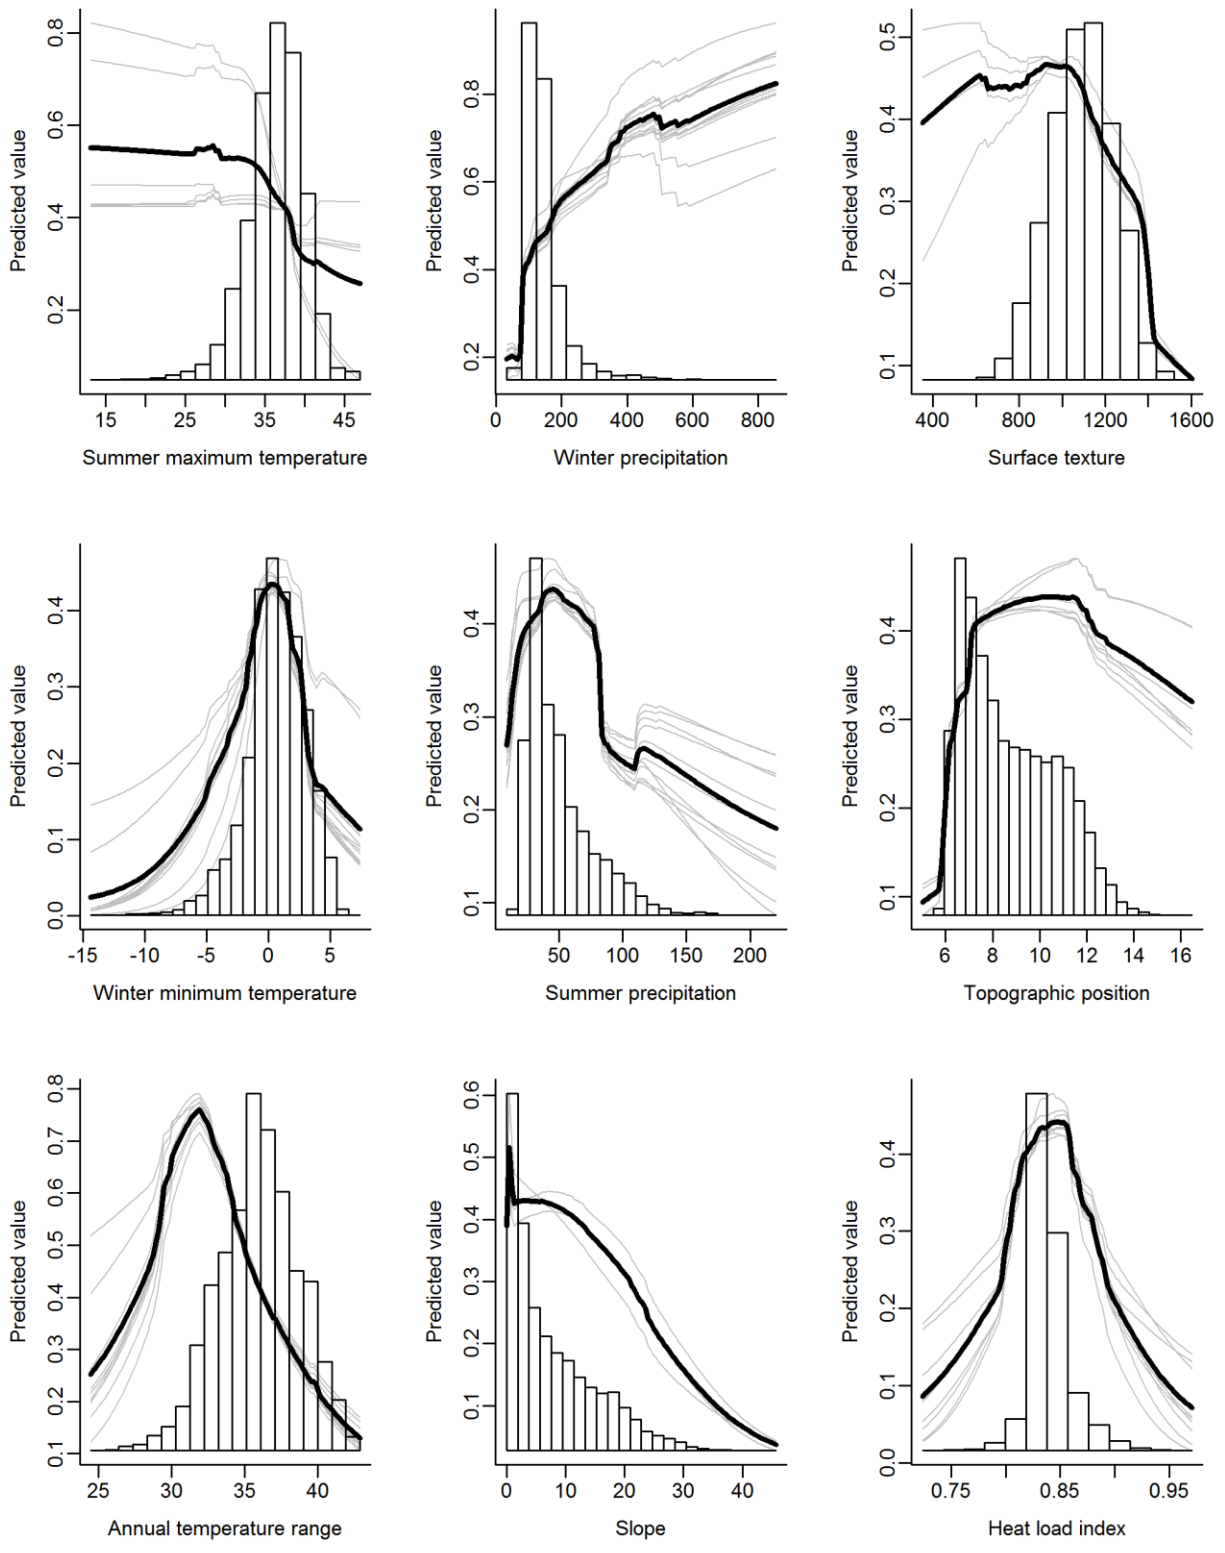 Predicted value
0.2 0.4 0.6 0.8
15 25 35 45
Summer maximum temperature
Predicted value
0.2 0.4 0.6 0.8
0 200 400 600 800
Winter precipitation
Predicted value
0.1 0.2 0.3 0.4 0.5
400 800 1200 1600
Surface texture
Predicted value
0.0 0.1 0.2 0.3 0.4
-15 -10 -5 0 5
Winter minimum temperature
Predicted value
0.1 0.2 0.3 0.4
50 100 150 200
Summer precipitation
Predicted value
0.1 0.2 0.3 0.4
6 8 10 12 14 16
Topographic position
Predicted value
0.1 0.2 0.3 0.4 0.5 0.6 0.7 0.8
25 30 35 40
Annual temperature range
Predicted value
0.1 0.2 0.3 0.4 0.5 0.6
0 10 20 30 40
Slope
Predicted value
0.0 0.1 0.2 0.3 0.4
0.75 0.85 0.95
Heat load index